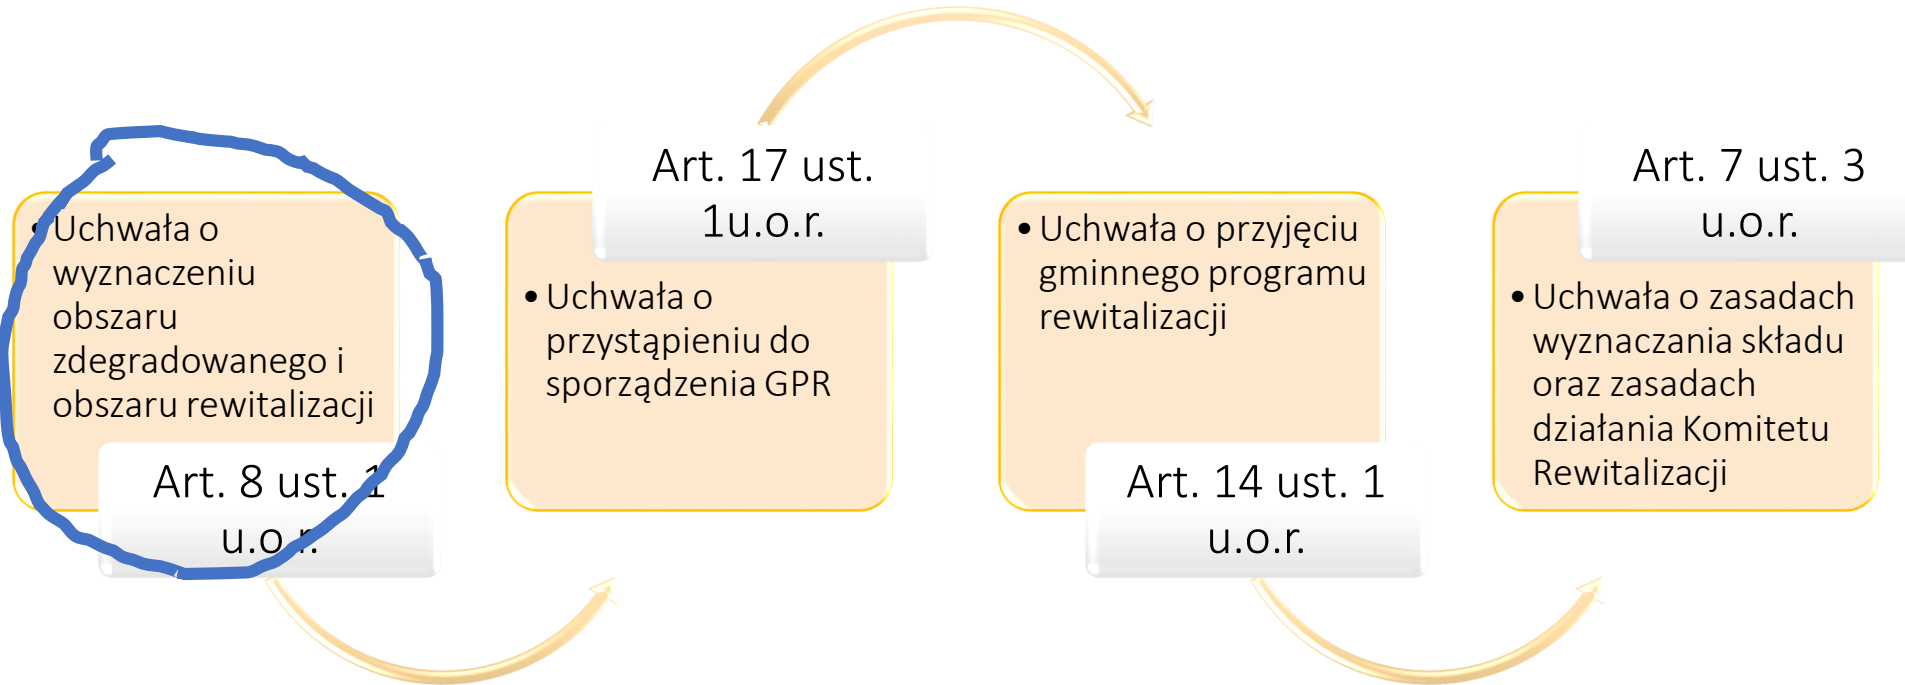 • Uchwała o
wyznaczeniu
obszaru
zdegradowanego i
obszaru rewitalizacji
Art. 8 ust. 1
u.o.r.
Art. 17 ust.
1u.o.r.
• Uchwała o
przystąpieniu do
sporządzenia GPR
• Uchwała o przyjęciu
gminnego programu
rewitalizacji
Art. 14 ust. 1
u.o.r.
Art. 7 ust. 3
u.o.r.
• Uchwała o zasadach
wyznaczania składu
oraz zasadach
działania Komitetu
Rewitalizacji